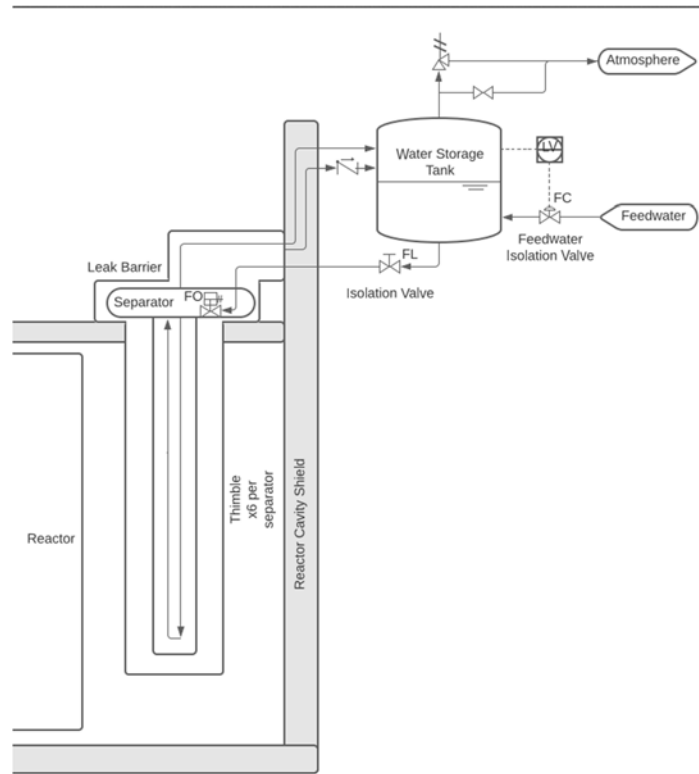 Atmosphere
Water Storage
Tank
LV
FC
Feedwater
Feedwater
Isolation Valve
FL
Isolation Valve
Leak Barrier
Separator
FO
Thimble
x6 per
separator
Reactor Cavity Shield
Reactor